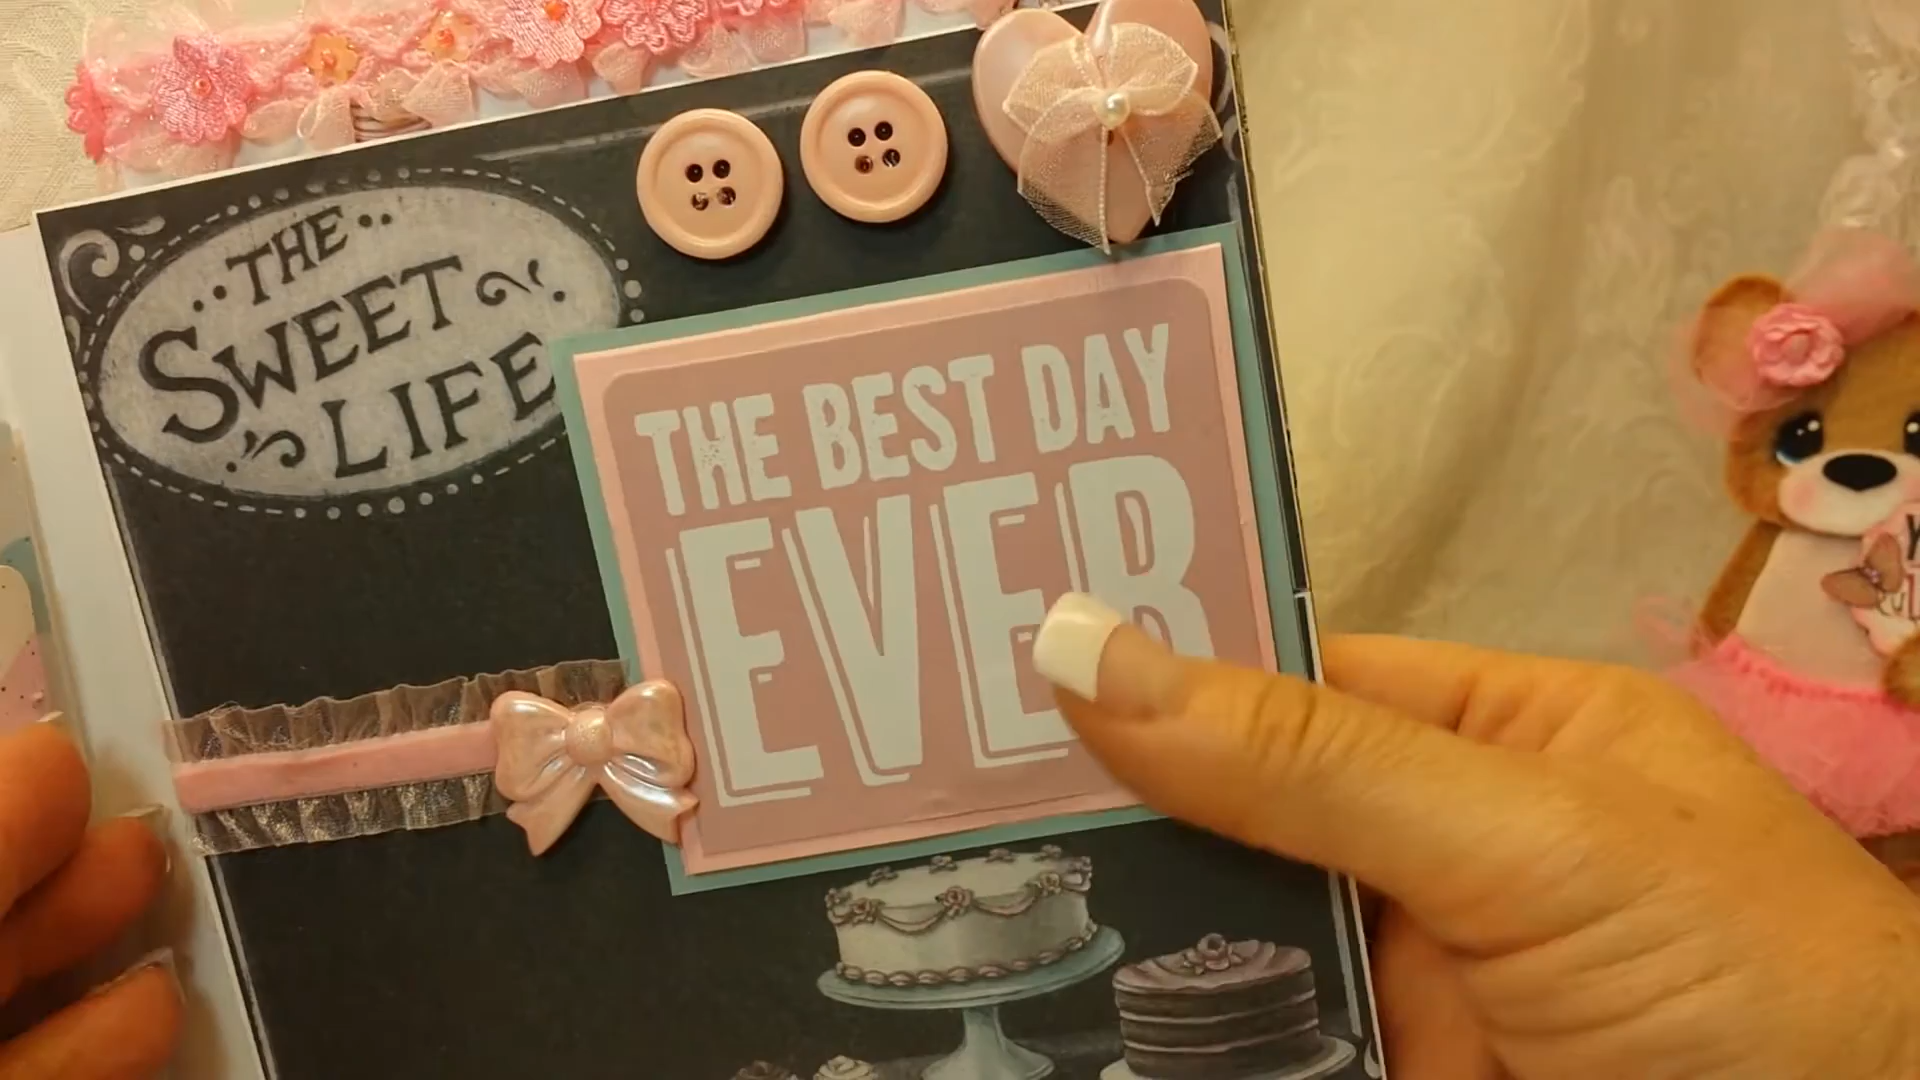 THE
SWEET
LIFE
THE BEST DAY
EVER